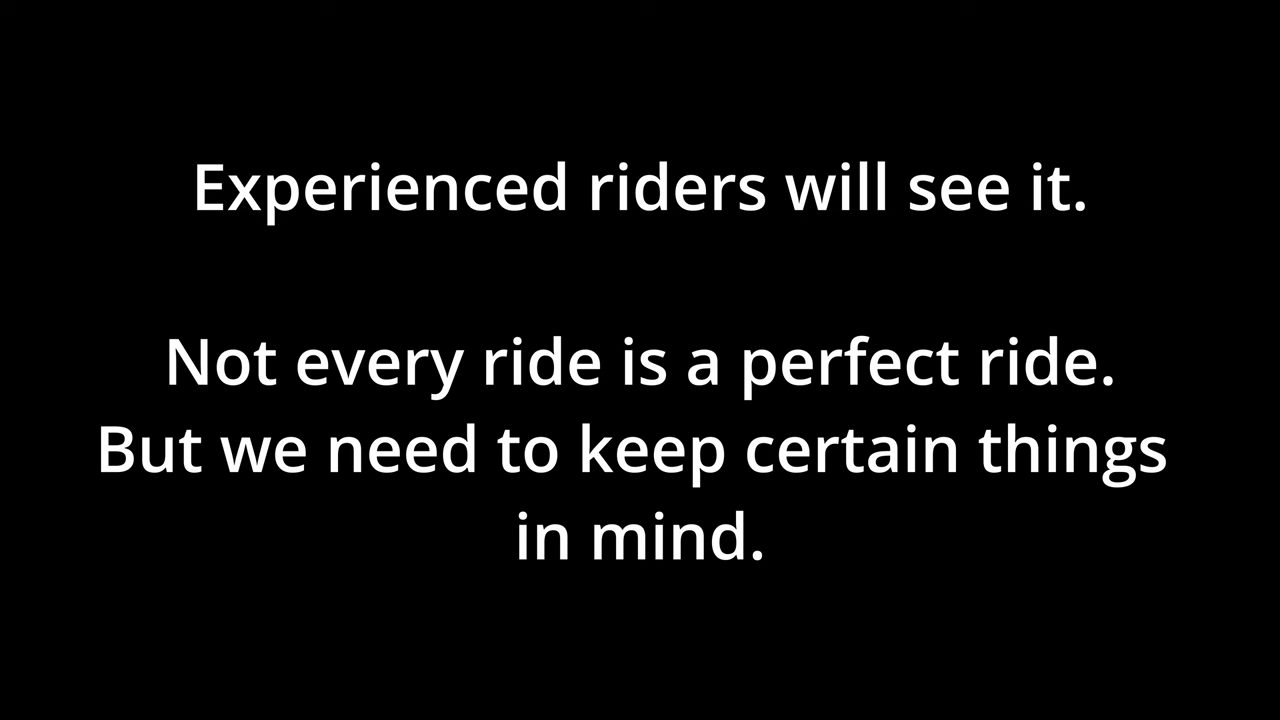 Experienced riders will see it.
Not every ride is a perfect ride.
But we need to keep certain things
in mind.